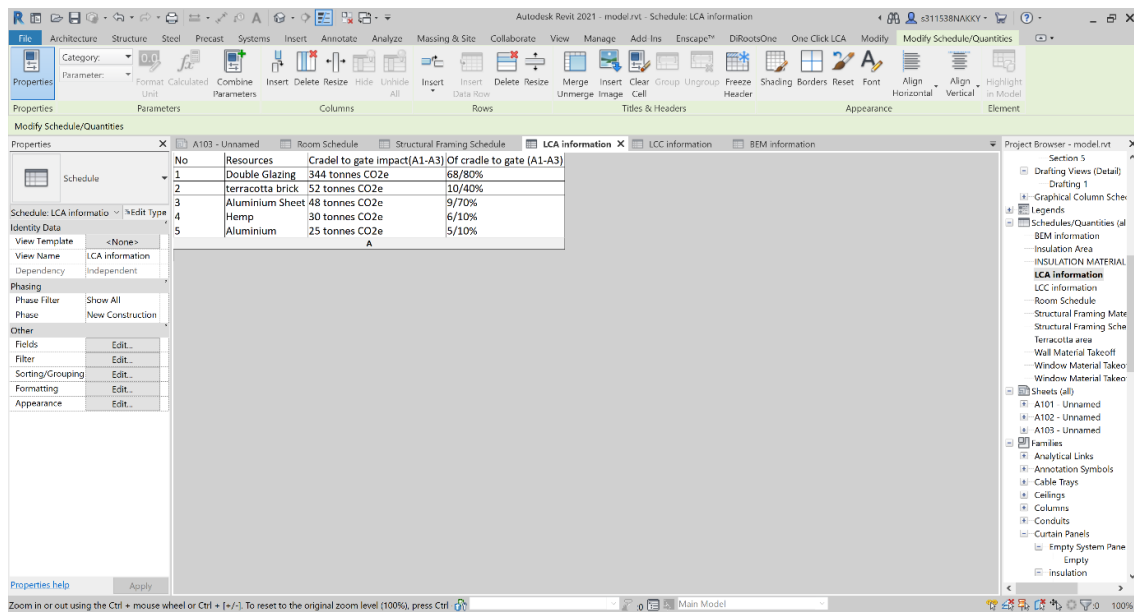 Autodesk Revit 2021 - model.rvt - Schedule: LCA information
s311538NAKKY
File Architecture Structure Steel Precast Systems Insert Annotate Analyze Massing & Site Collaborate View Manage Add-Ins Enscape™ DiRootsOne One Click LCA Modify Modify Schedule/Quantities
Category:
Parameter:
Properties Format Unit Calculated Combine Parameters Insert Delete Resize Hide Unhide All Insert Insert Data Row Delete Resize Merge Unmerge Insert Image Clear Cell Group Ungroup Freeze Header Shading Borders Reset Font Align Horizontal Align Vertical Highlight in Model
Properties Parameters Columns Rows Titles & Headers Appearance Element
Modify Schedule/Quantities
Properties
A103 - Unnamed Room Schedule Structural Framing Schedule LCA information LCC information BEM information
Schedule
Schedule: LCA informatio Edit Type
Identity Data
View Template <None>
View Name LCA information
Dependency Independent
Phasing
Phase Filter Show All
Phase New Construction
Other
Fields Edit...
Filter Edit...
Sorting/Grouping Edit...
Formatting Edit...
Appearance Edit...
Properties help Apply
No Resources Cradel to gate impact(A1-A3) Of cradle to gate (A1-A3)
1 Double Glazing 344 tonnes CO2e 68/80%
2 terracotta brick 52 tonnes CO2e 10/40%
3 Aluminium Sheet 48 tonnes CO2e 9/70%
4 Hemp 30 tonnes CO2e 6/10%
5 Aluminium 25 tonnes CO2e 5/10%
A
Project Browser - model.rvt
Section 5
Drafting Views (Detail)
Drafting 1
Graphical Column Sche
Legends
Schedules/Quantities (al
BEM information
Insulation Area
INSULATION MATERIAL
LCA information
LCC information
Room Schedule
Structural Framing Mate
Structural Framing Sche
Terracotta area
Wall Material Takeoff
Window Material Takeo
Window Material Takeo
Sheets (all)
A101 - Unnamed
A102 - Unnamed
A103 - Unnamed
Families
Analytical Links
Annotation Symbols
Cable Trays
Ceilings
Columns
Conduits
Curtain Panels
Empty System Pane
Empty
insulation
Zoom in or out using the Ctrl + mouse wheel or Ctrl + [+/-]. To reset to the original zoom level (100%), press Ctrl
:0 Main Model :0 100%